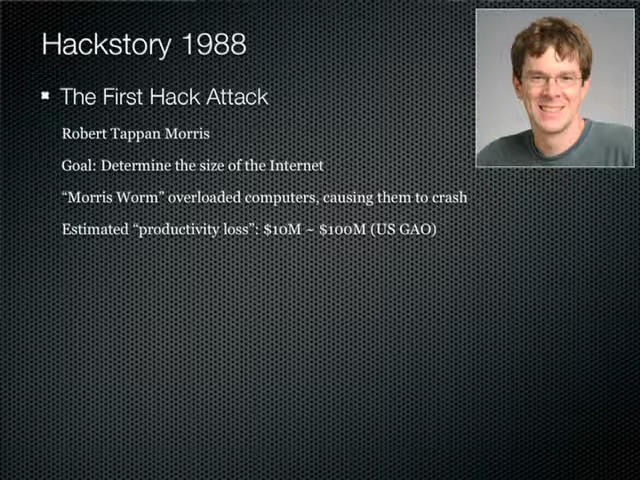 Hackstory 1988
The First Hack Attack
Robert Tappan Morris
Goal: Determine the size of the Internet
“Morris Worm” overloaded computers, causing them to crash
Estimated “productivity loss”: $10M ~ $100M (US GAO)